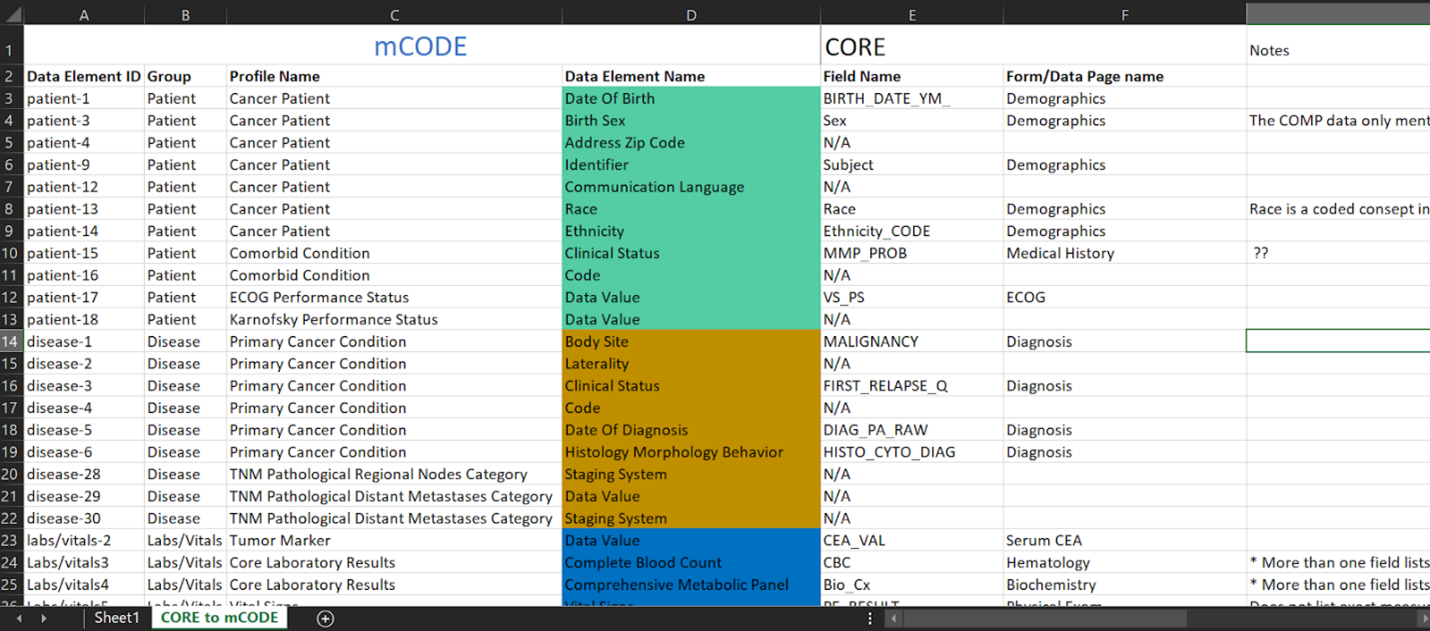 A B C D E F
1 mCODE CORE Notes
2 Data Element ID Group Profile Name Data Element Name Field Name Form/Data Page name
3 patient-1 Patient Cancer Patient Date Of Birth BIRTH_DATE_YM_ Demographics
4 patient-3 Patient Cancer Patient Birth Sex Sex Demographics The COMP data only ment
5 patient-4 Patient Cancer Patient Address Zip Code N/A
6 patient-9 Patient Cancer Patient Identifier Subject Demographics
7 patient-12 Patient Cancer Patient Communication Language N/A
8 patient-13 Patient Cancer Patient Race Race Demographics Race is a coded consept in
9 patient-14 Patient Cancer Patient Ethnicity Ethnicity_CODE Demographics
10 patient-15 Patient Comorbid Condition Clinical Status MMP_PROB Medical History ??
11 patient-16 Patient Comorbid Condition Code N/A
12 patient-17 Patient ECOG Performance Status Data Value VS_PS ECOG
13 patient-18 Patient Karnofsky Performance Status Data Value N/A
14 disease-1 Disease Primary Cancer Condition Body Site MALIGNANCY Diagnosis
15 disease-2 Disease Primary Cancer Condition Laterality N/A
16 disease-3 Disease Primary Cancer Condition Clinical Status FIRST_RELAPSE_Q Diagnosis
17 disease-4 Disease Primary Cancer Condition Code N/A
18 disease-5 Disease Primary Cancer Condition Date Of Diagnosis DIAG_PA_RAW Diagnosis
19 disease-6 Disease Primary Cancer Condition Histology Morphology Behavior HISTO_CYTO_DIAG Diagnosis
20 disease-28 Disease TNM Pathological Regional Nodes Category Staging System N/A
21 disease-29 Disease TNM Pathological Distant Metastases Category Data Value N/A
22 disease-30 Disease TNM Pathological Distant Metastases Category Staging System N/A
23 labs/vitals-2 Labs/Vitals Tumor Marker Data Value CEA_VAL Serum CEA
24 Labs/vitals3 Labs/Vitals Core Laboratory Results Complete Blood Count CBC Hematology * More than one field lists
25 Labs/vitals4 Labs/Vitals Core Laboratory Results Comprehensive Metabolic Panel Bio_Cx Biochemistry * More than one field lists
Sheet1 CORE to mCODE